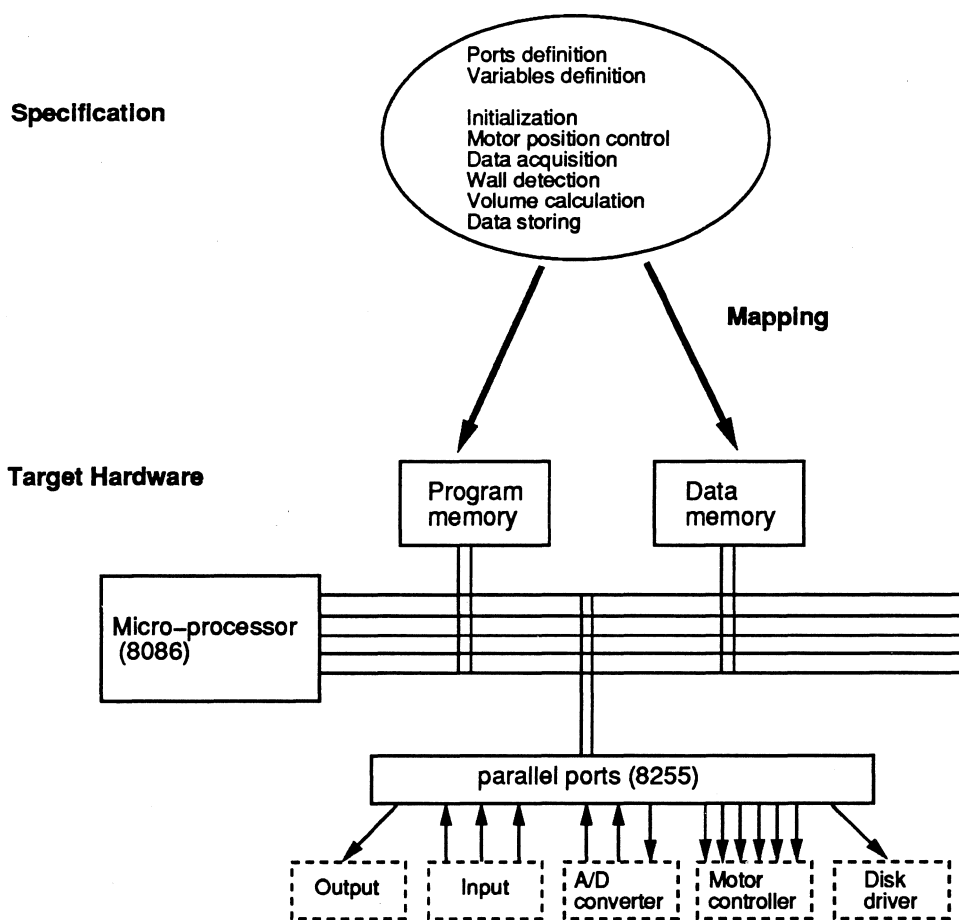 Ports definition
Variables definition
Specification
Initialization
Motor position control
Data acquisition
Wall detection
Volume calculation
Data storing
Mapping
Target Hardware
Program
memory
Data
memory
Micro-processor
(8086)
parallel ports (8255)
Output
Input
A/D
converter
Motor
controller
Disk
driver